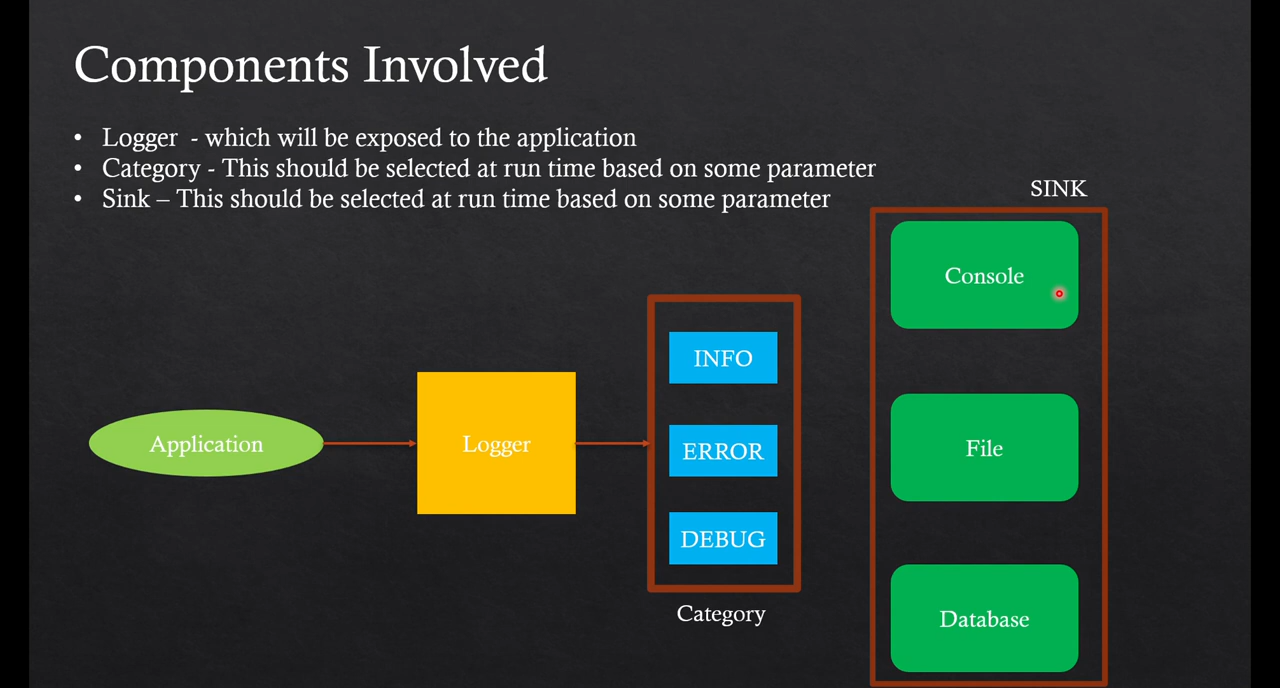 Components Involved
• Logger - which will be exposed to the application
• Category - This should be selected at run time based on some parameter
• Sink – This should be selected at run time based on some parameter
SINK
Console
INFO
Application
Logger
ERROR
File
DEBUG
Category
Database